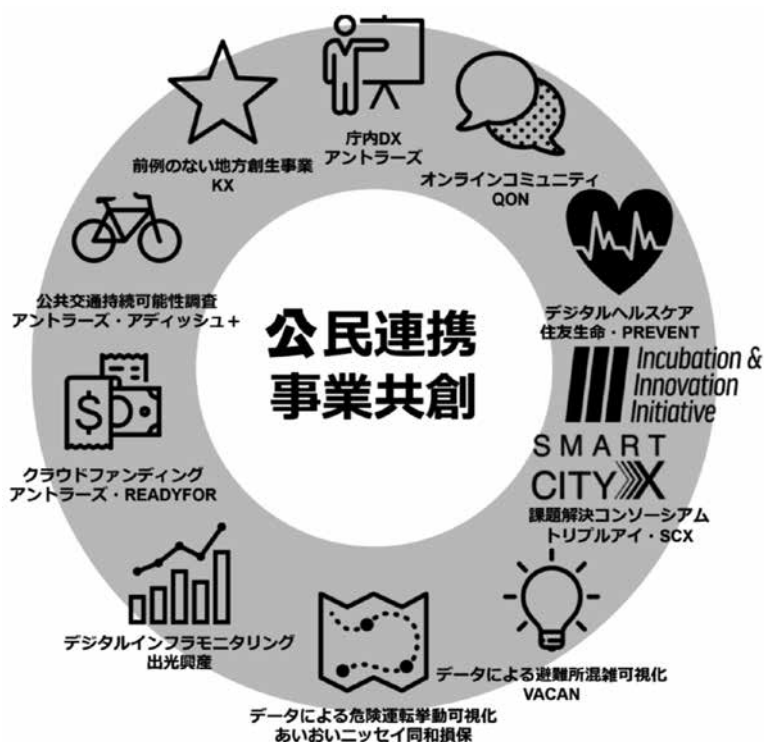 庁内DX
アントラーズ
オンラインコミュニティ
QON
デジタルヘルスケア
住友生命・PREVENT
Incubation &
Innovation
Initiative
SMART
CITY X
課題解決コンソーシアム
トリプルアイ・SCX
データによる避難所混雑可視化
VACAN
データによる危険運転挙動可視化
あいおいニッセイ同和損保
デジタルインフラモニタリング
出光興産
クラウドファンディング
アントラーズ・READYFOR
公共交通持続可能性調査
アントラーズ・アディッシュ＋
前例のない地方創生事業
KX
公民連携
事業共創
$